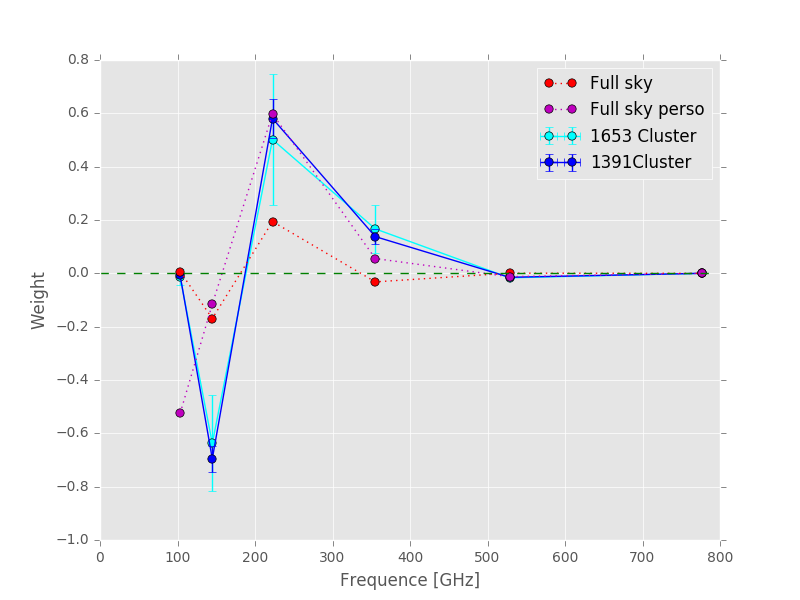 0.8
0.6
0.4
0.2
0.0
−0.2
−0.4
−0.6
−0.8
−1.0
Weight
Full sky
Full sky perso
1653 Cluster
1391Cluster
0 100 200 300 400 500 600 700 800
Frequence [GHz]